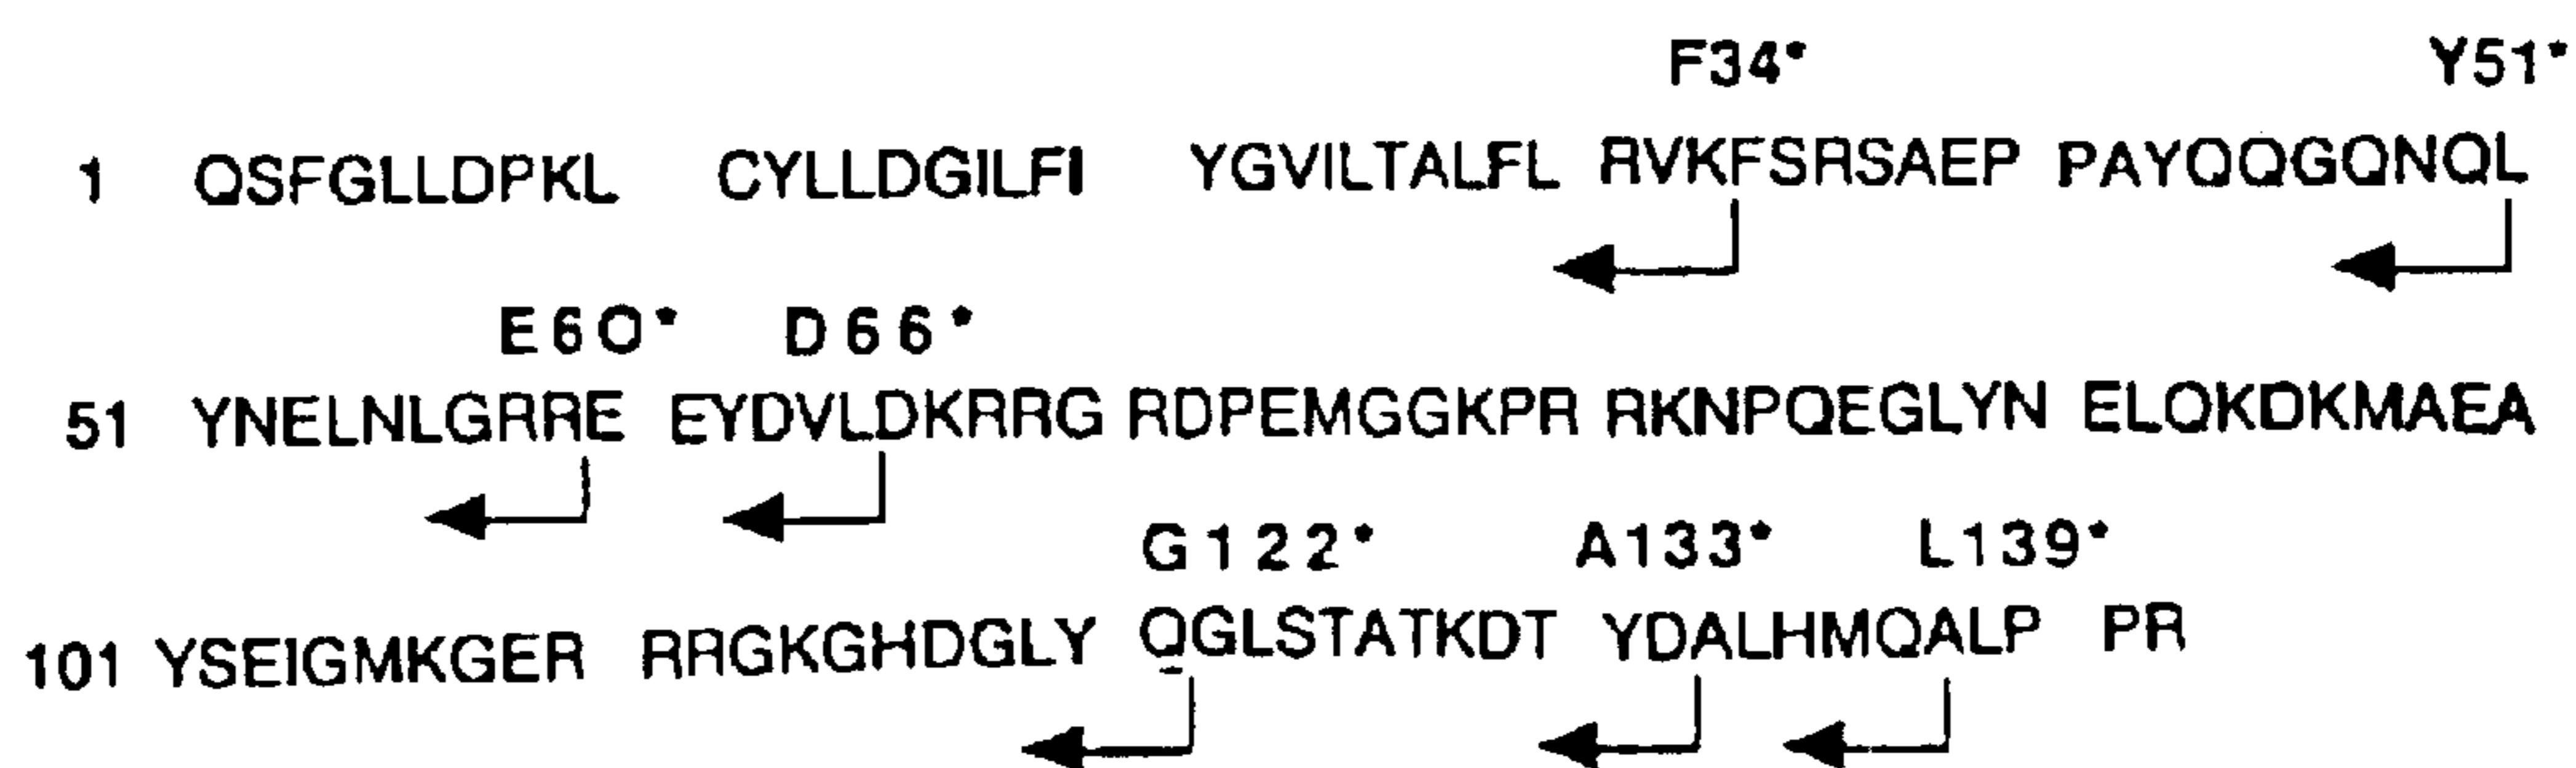 F34* Y51*
1 QSFGLLDPKL CYLLDGILFI YGVILTALFL RVKFSRSAEP PAYQQGQNQL
E60* D66*
51 YNELNLGRRE EYDVLDKRRG RDPEMGGKPR RKNPQEGLYN ELQKDKMAEA
G122* A133* L139*
101 YSEIGMKGER RRGKGHDGLY QGLSTATKDT YDALHMQALP PR